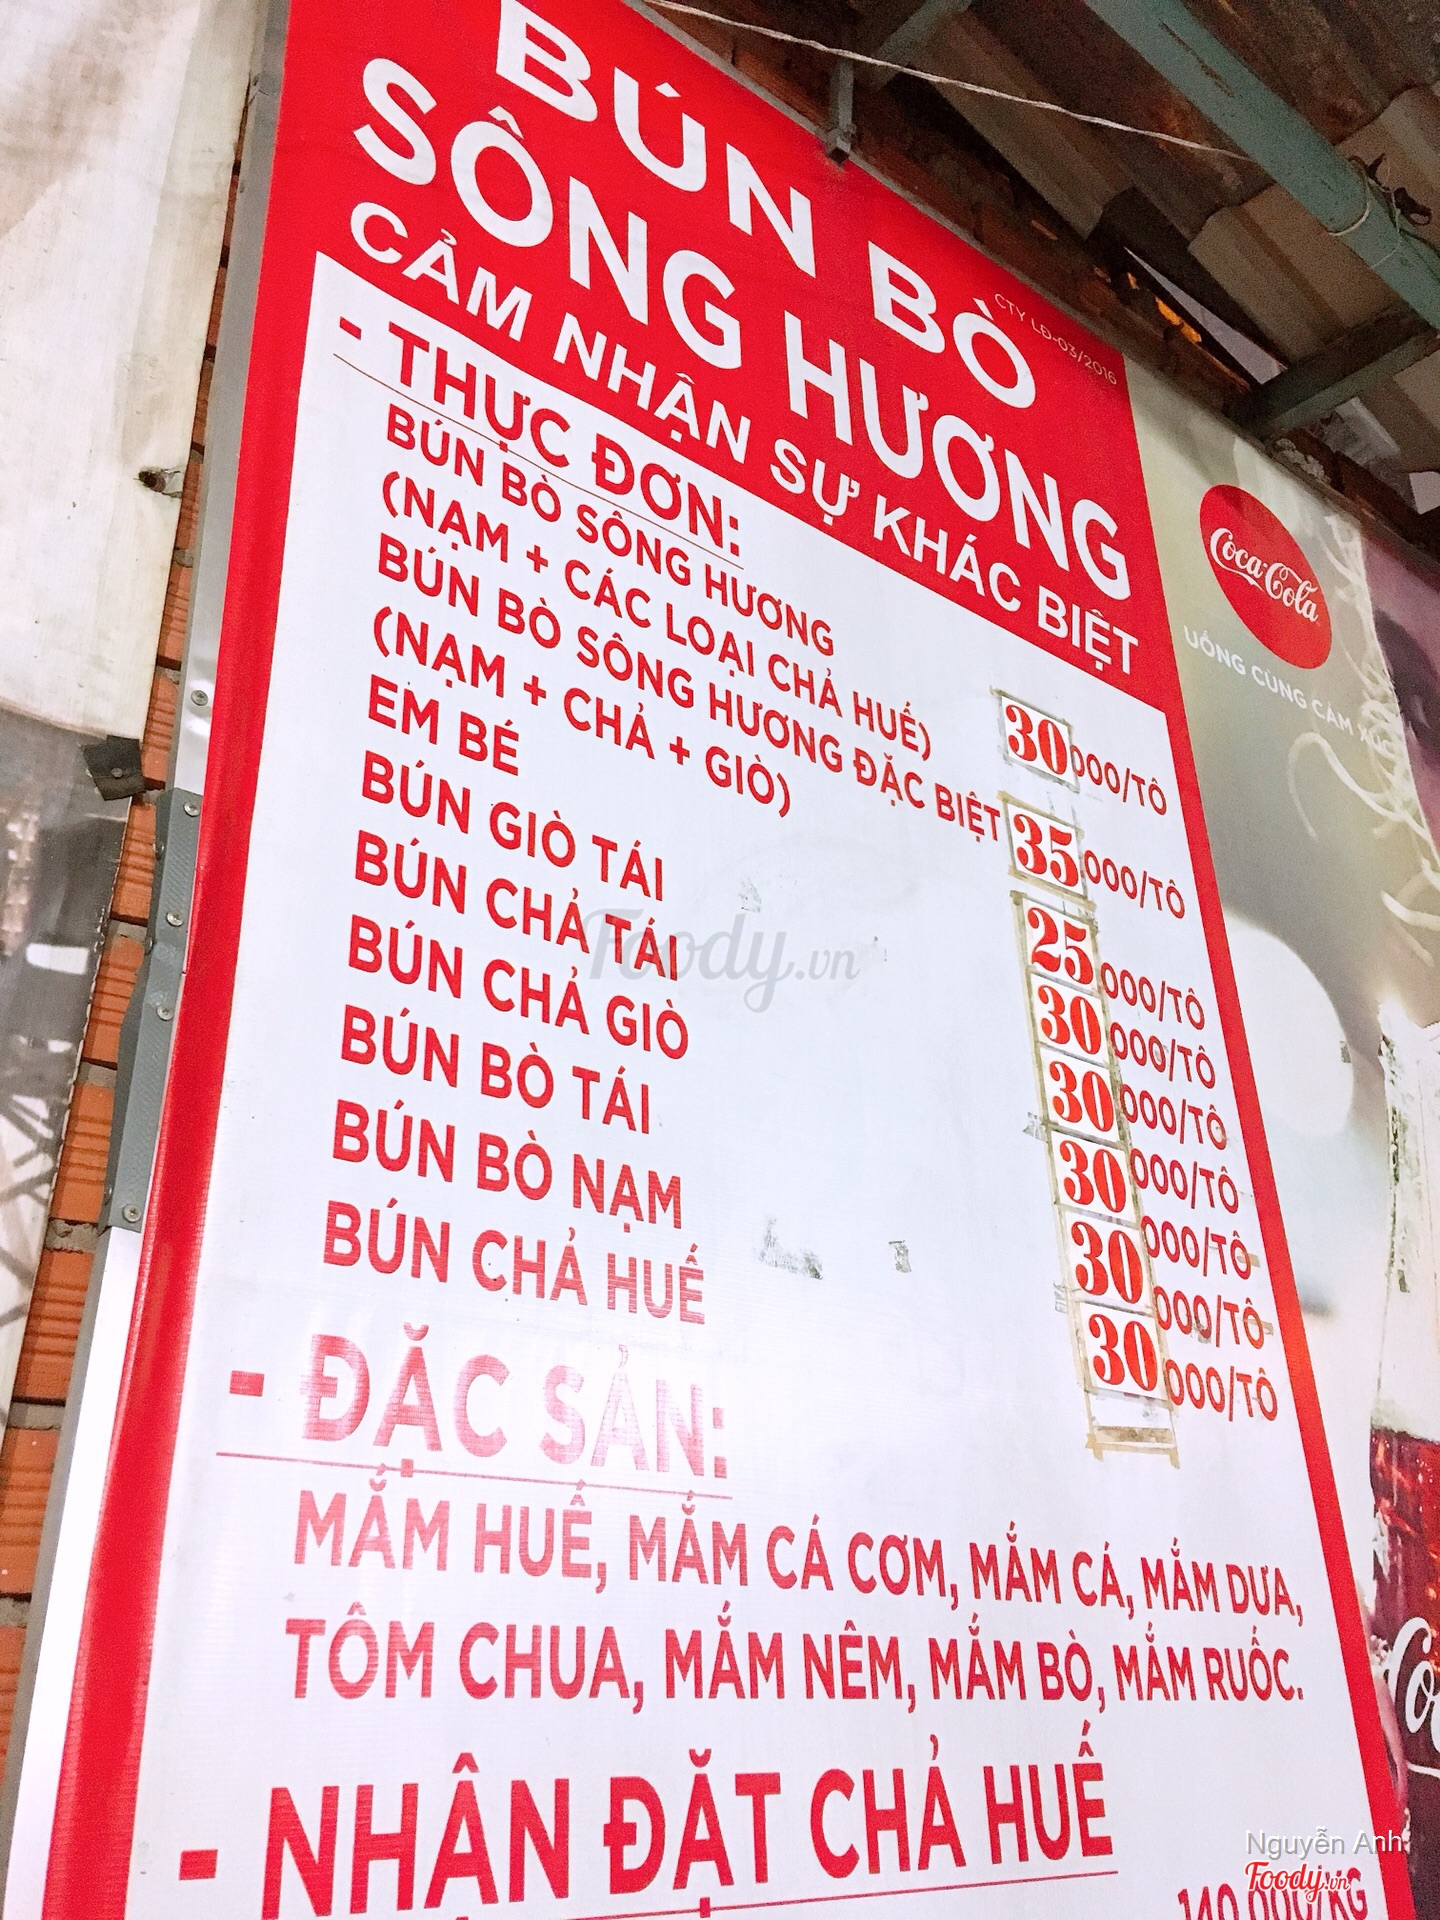 BÚN BÒ
SÔNG HƯƠNG
CTY LĐ-03/2016
CẢM NHẬN SỰ KHÁC BIỆT
- THỰC ĐƠN:
BÚN BÒ SÔNG HƯƠNG
(NẠM + CÁC LOẠI CHẢ HUẾ) 30.000/TÔ
BÚN BÒ SÔNG HƯƠNG ĐẶC BIỆT 35.000/TÔ
(NẠM + CHẢ + GIÒ)
EM BÉ 25.000/TÔ
BÚN GIÒ TÁI 30.000/TÔ
BÚN CHẢ TÁI 30.000/TÔ
BÚN CHẢ GIÒ 30.000/TÔ
BÚN BÒ TÁI 30.000/TÔ
BÚN BÒ NẠM 30.000/TÔ
BÚN CHẢ HUẾ
- ĐẶC SẢN:
MẮM HUẾ, MẮM CÁ CƠM, MẮM CÁ, MẮM DƯA,
TÔM CHUA, MẮM NÊM, MẮM BÒ, MẮM RUỐC.
- NHẬN ĐẶT CHẢ HUẾ
140.000/KG
Coca-Cola
UỐNG CÙNG CẢM XÚC
Foody.vn
Nguyễn Anh
Foody.vn